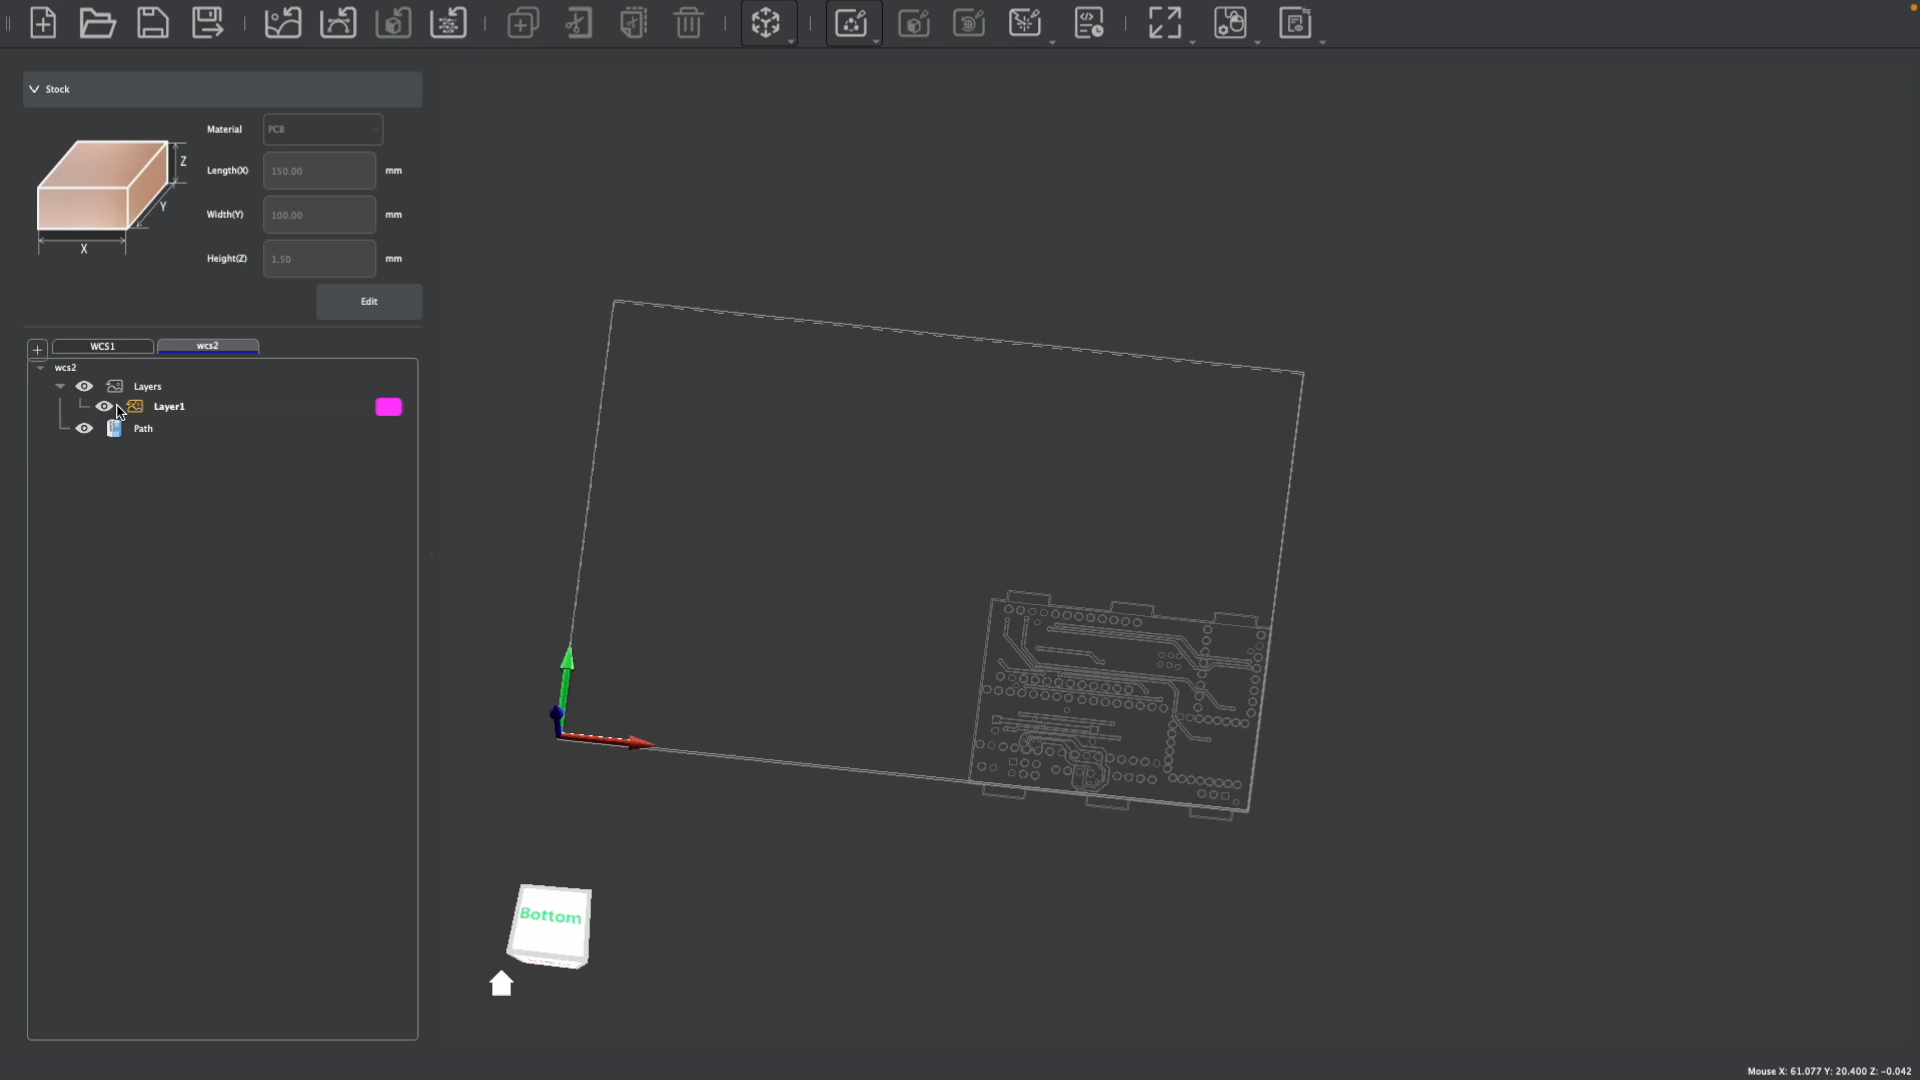 Stock
Material PCB
Z
Length(X) 150.00 mm
Y
Width(Y) 100.00 mm
X
Height(Z) 1.50 mm
Edit
+ WCS1 wcs2
wcs2
Layers
Layer1
Path
Bottom
Mouse X: 61.077 Y: 20.400 Z: -0.042